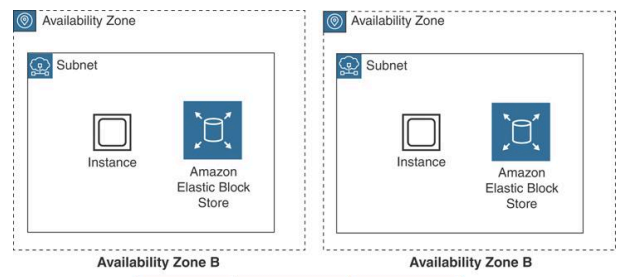 Availability Zone
Subnet
Instance
Amazon
Elastic Block
Store
Availability Zone B
Availability Zone
Subnet
Instance
Amazon
Elastic Block
Store
Availability Zone B